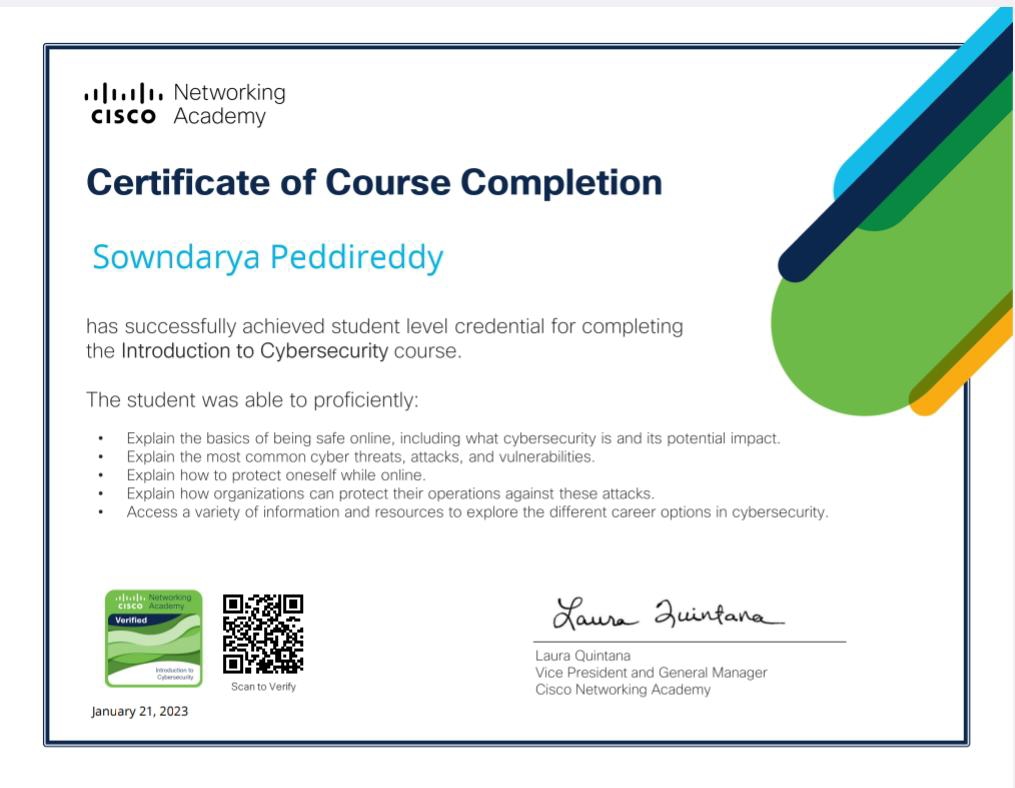 Networking
CISCO Academy
Certificate of Course Completion
Sowndarya Peddireddy
has successfully achieved student level credential for completing
the Introduction to Cybersecurity course.
The student was able to proficiently:
• Explain the basics of being safe online, including what cybersecurity is and its potential impact.
• Explain the most common cyber threats, attacks, and vulnerabilities.
• Explain how to protect oneself while online.
• Explain how organizations can protect their operations against these attacks.
• Access a variety of information and resources to explore the different career options in cybersecurity.
Networking
CISCO Academy
Verified
Introduction to
Cybersecurity
Scan to Verify
January 21, 2023
Laura Quintana
Laura Quintana
Vice President and General Manager
Cisco Networking Academy